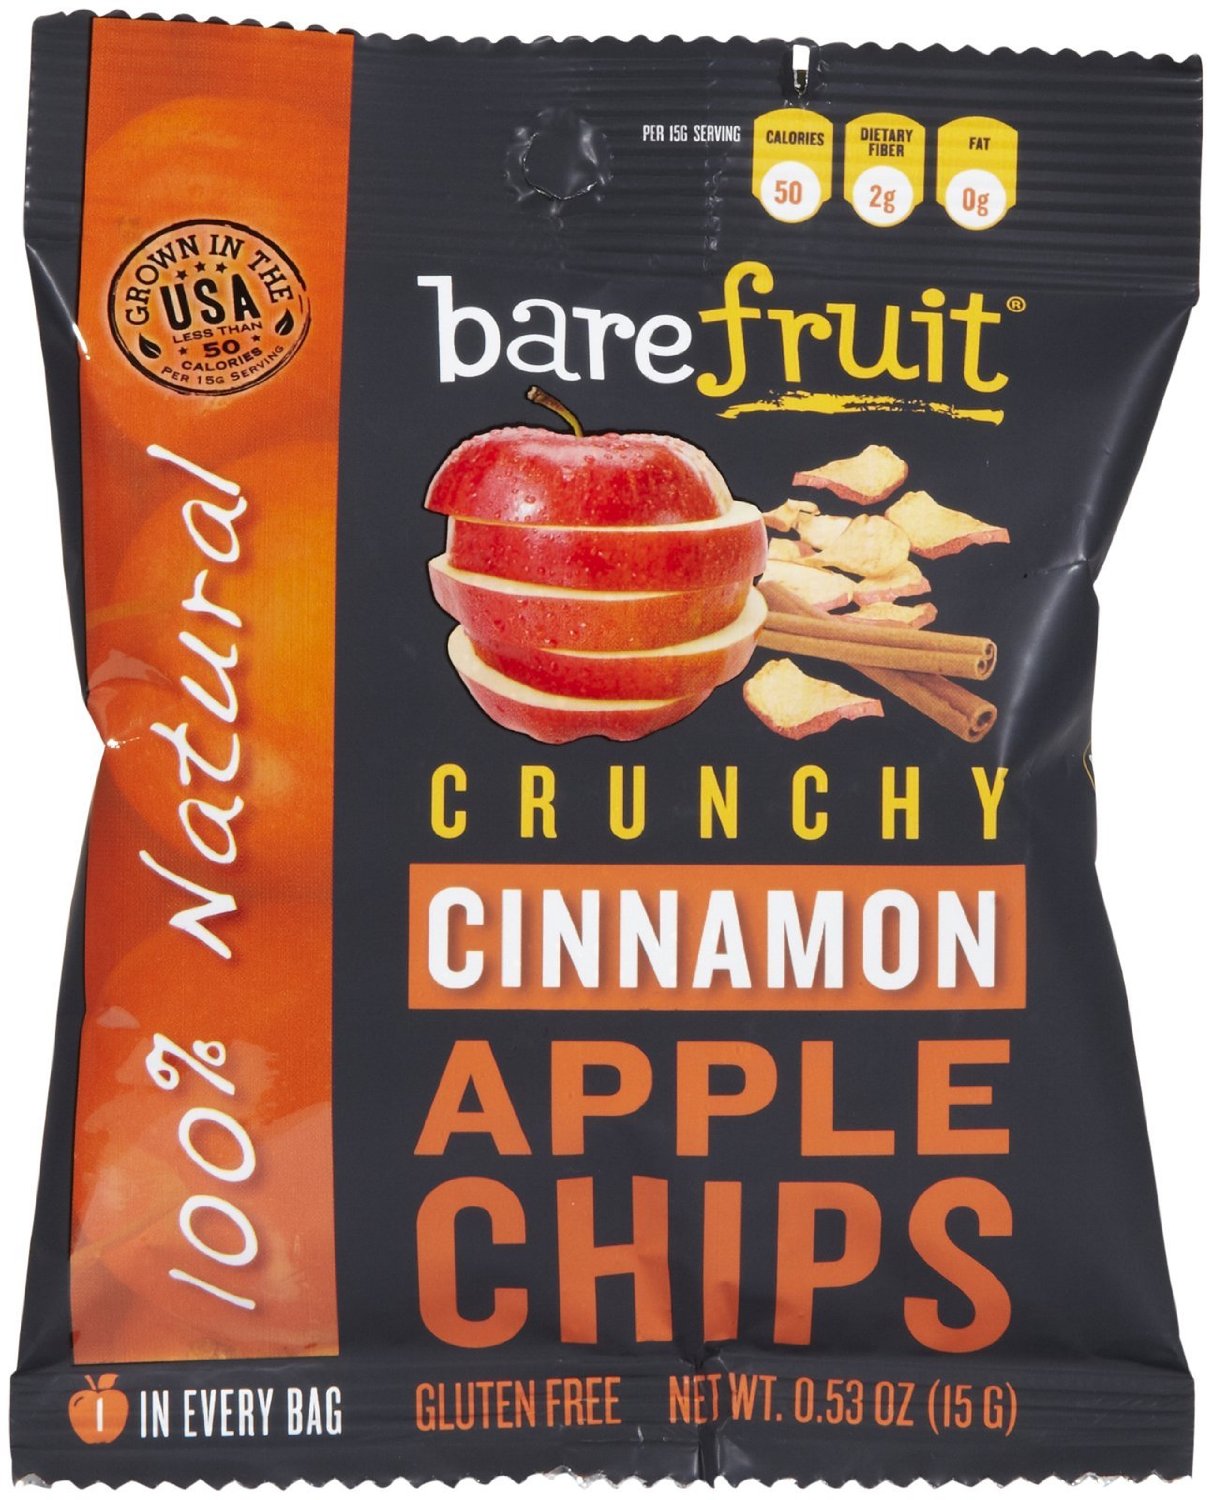 PER 15G SERVING
CALORIES
50
DIETARY
FIBER
2g
FAT
0g
GROWN IN THE
USA
LESS THAN
50
CALORIES
PER 15G SERVING
barefruit®
100% Natural
CRUNCHY
CINNAMON
APPLE
CHIPS
1 IN EVERY BAG
GLUTEN FREE
NET WT. 0.53 OZ (15 G)